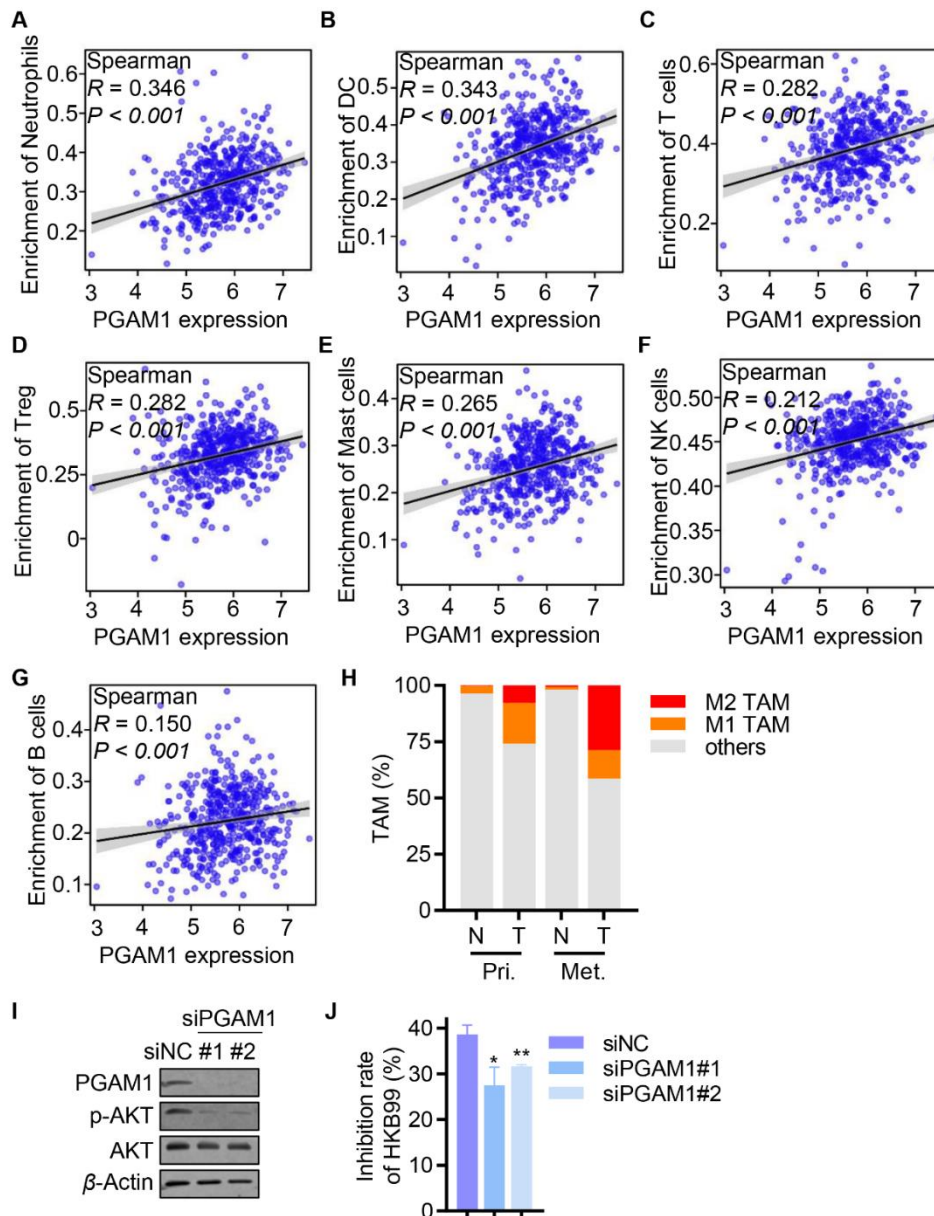 A
Enrichment of Neutrophils
Spearman
R = 0.346
P < 0.001
0.6
0.5
0.4
0.3
0.2
3 4 5 6 7
PGAM1 expression
B
Enrichment of DC
Spearman
R = 0.343
P < 0.001
0.5
0.4
0.3
0.2
0.1
3 4 5 6 7
PGAM1 expression
C
Enrichment of T cells
Spearman
R = 0.282
P < 0.001
0.6
0.4
0.2
3 4 5 6 7
PGAM1 expression
D
Enrichment of Treg
Spearman
R = 0.282
P < 0.001
0.5
0.25
0
3 4 5 6 7
PGAM1 expression
E
Enrichment of Mast cells
Spearman
R = 0.265
P < 0.001
0.4
0.3
0.2
0.1
3 4 5 6 7
PGAM1 expression
F
Enrichment of NK cells
Spearman
R = 0.212
P < 0.001
0.50
0.45
0.40
0.35
0.30
3 4 5 6 7
PGAM1 expression
G
Enrichment of B cells
Spearman
R = 0.150
P < 0.001
0.4
0.3
0.2
0.1
3 4 5 6 7
PGAM1 expression
H
TAM (%)
100
75
50
25
0
N T N T
Pri. Met.
M2 TAM
M1 TAM
others
I
siPGAM1
siNC #1 #2
PGAM1
p-AKT
AKT
β-Actin
J
Inhibition rate
of HKB99 (%)
40
30
20
10
0
* **
siNC
siPGAM1#1
siPGAM1#2